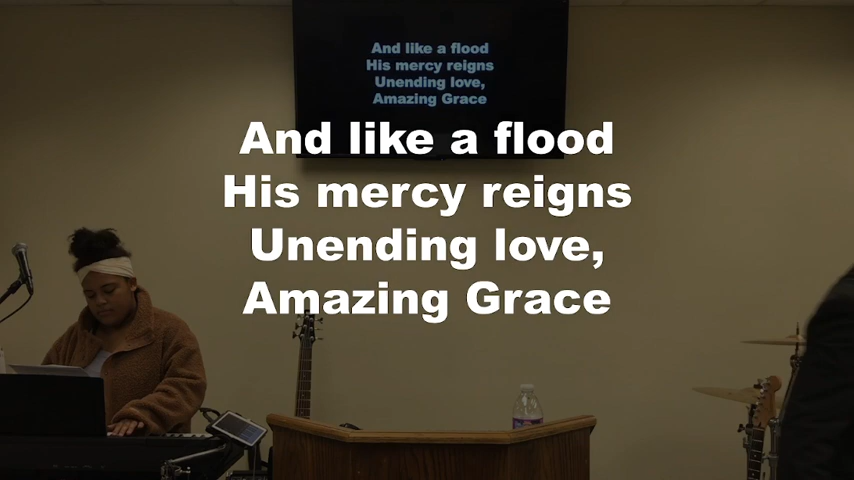 And like a flood
His mercy reigns
Unending love,
Amazing Grace
And like a flood
His mercy reigns
Unending love,
Amazing Grace